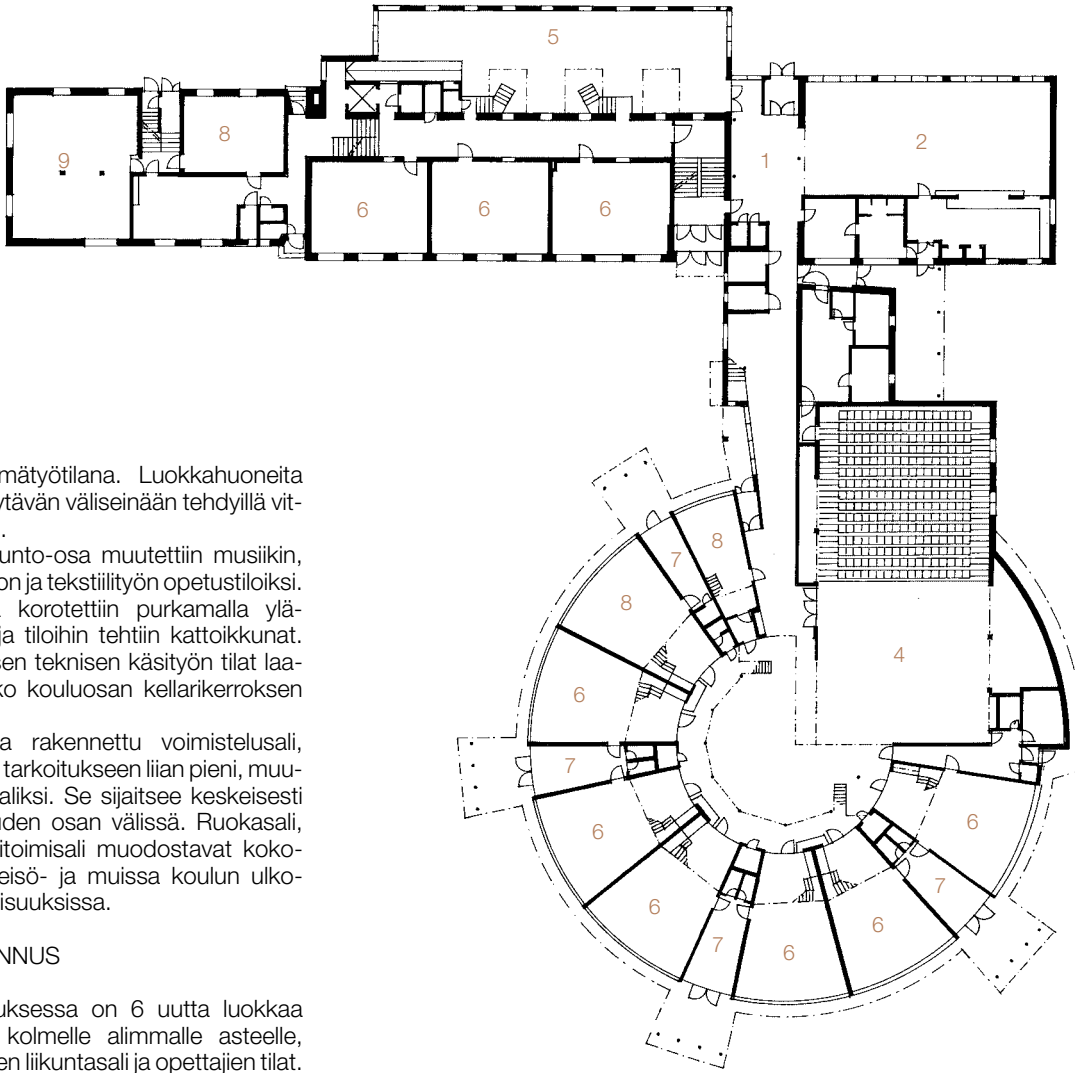 5
8
9
1
2
6
6
6
mätyötilana. Luokkahuoneita
ytävän väliseinään tehdyillä vit-
.
unto-osa muutettiin musiikin,
on ja tekstiilityön opetustiloiksi.
korotettiin purkamalla ylä-
ja tiloihin tehtiin kattoikkunat.
sen teknisen käsityön tilat laa-
ko kouluosan kellarikerroksen
a rakennettu voimistelusali,
tarkoitukseen liian pieni, muu-
aliksi. Se sijaitsee keskeisesti
uden osan välissä. Ruokasali,
itoimisali muodostavat koko-
eisö- ja muissa koulun ulko-
isuuksissa.
NNUS
uksessa on 6 uutta luokkaa
kolmelle alimmalle asteelle,
en liikuntasali ja opettajien tilat.
8
7
8
6
4
7
6
6
7
6
6
7
6